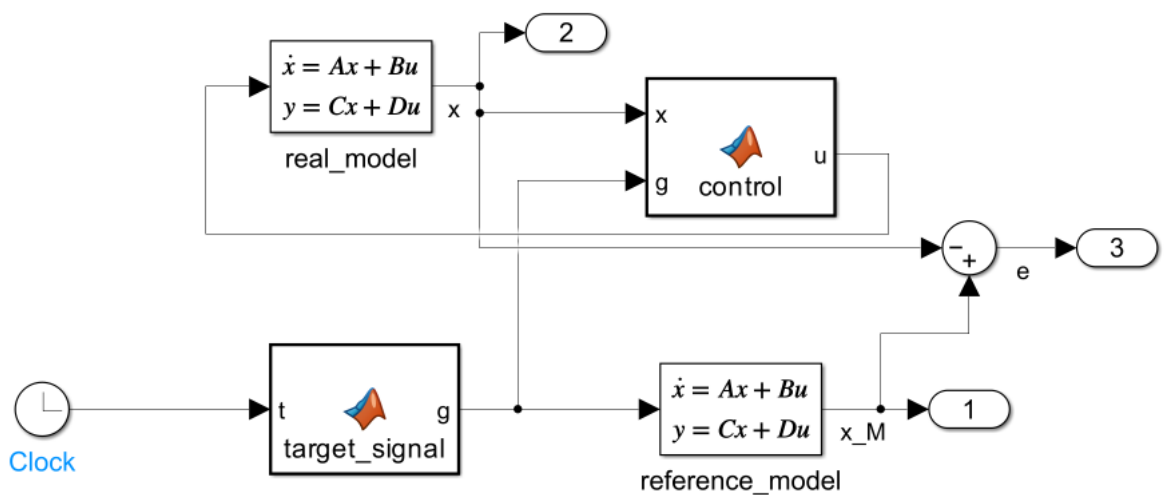 2
ẋ = Ax + Bu
y = Cx + Du
x
real_model
x
g
u
control
−
+
e
3
Clock
t
g
target_signal
ẋ = Ax + Bu
y = Cx + Du
x_M
1
reference_model